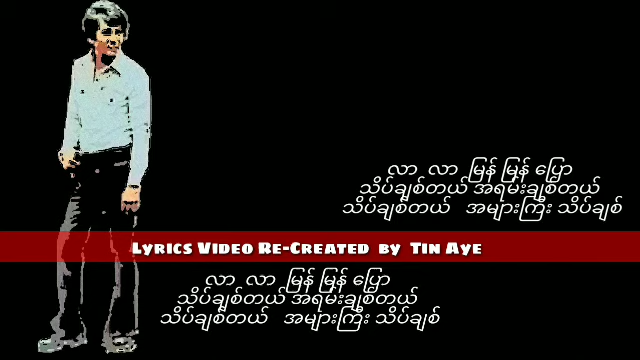 လာ လာ မြန် မြန် ပြော
သိပ်ချစ်တယ် အရမ်းချစ်တယ်
သိပ်ချစ်တယ် အများကြီး သိပ်ချစ်
Lyrics Video Re-Created by Tin Aye
လာ လာ မြန် မြန် ပြော
သိပ်ချစ်တယ် အရမ်းချစ်တယ်
သိပ်ချစ်တယ် အများကြီး သိပ်ချစ်